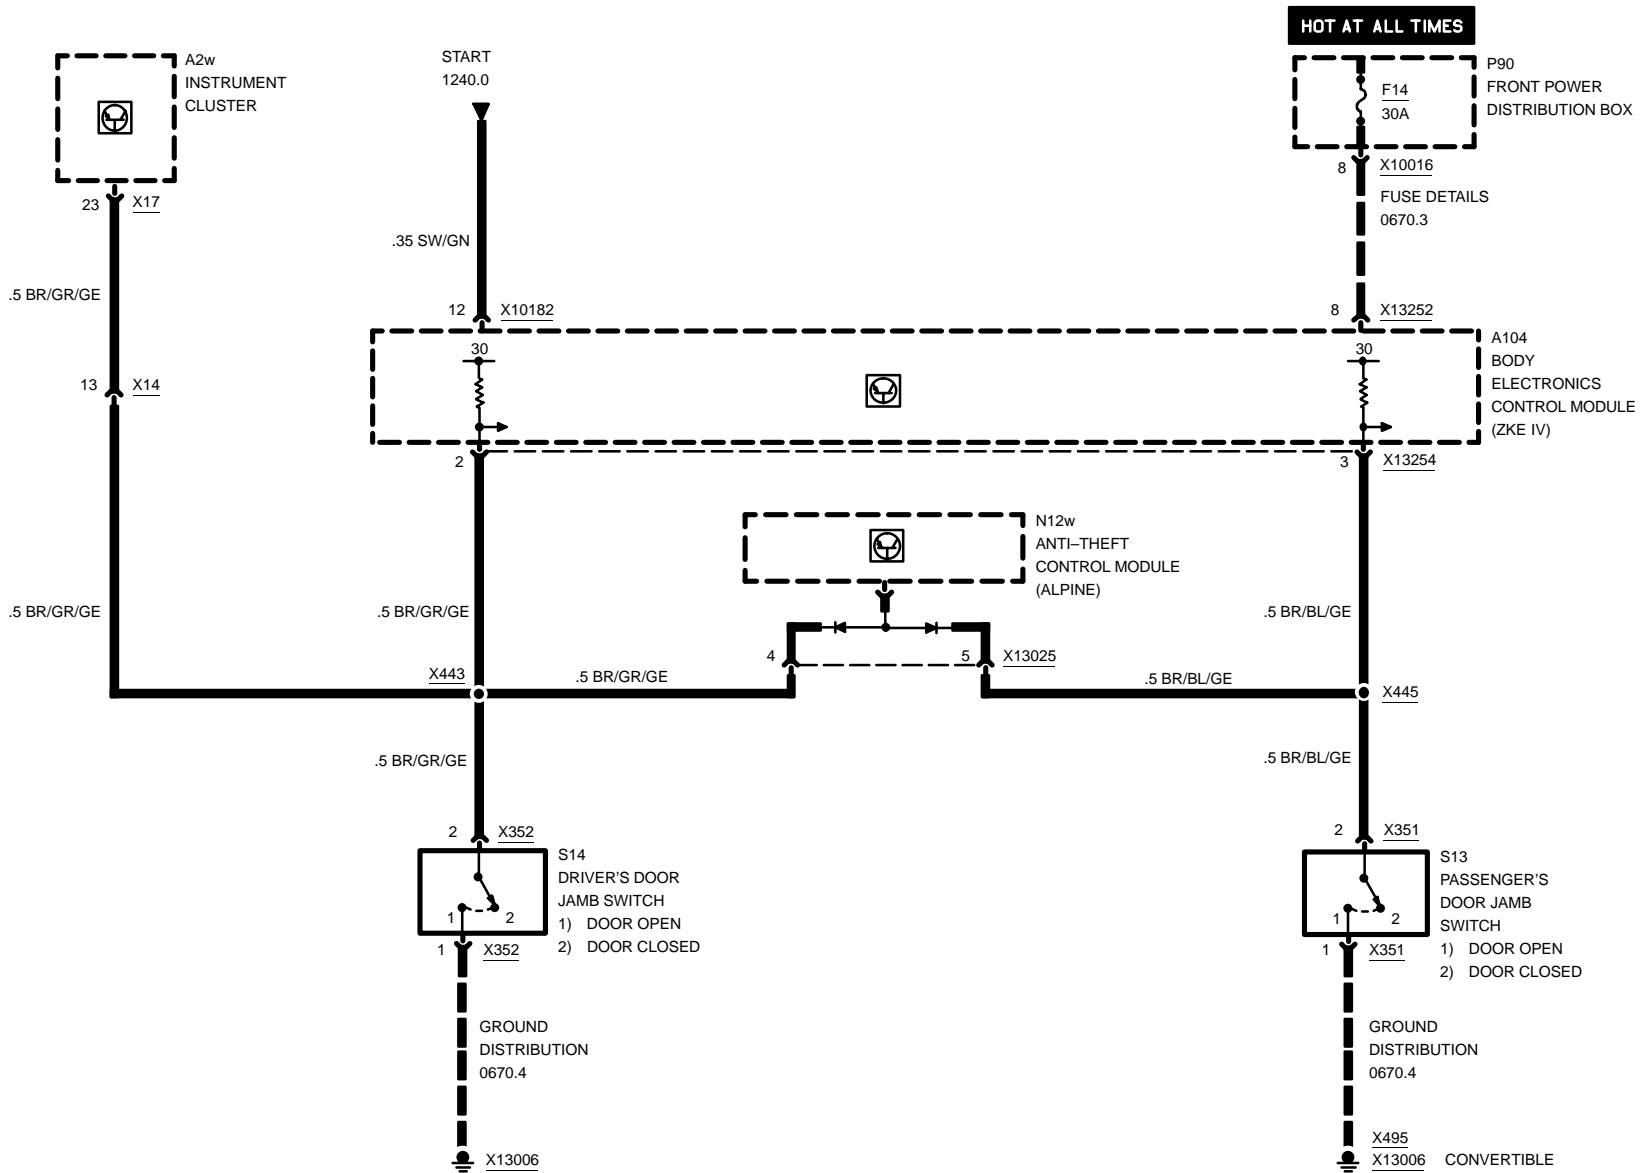 HOT AT ALL TIMES
A2w
INSTRUMENT
CLUSTER
START
1240.0
P90
FRONT POWER
DISTRIBUTION BOX
F14
30A
8 X10016
FUSE DETAILS
0670.3
23 X17
.35 SW/GN
.5 BR/GR/GE
12 X10182
8 X13252
30
30
A104
BODY
ELECTRONICS
CONTROL MODULE
(ZKE IV)
13 X14
2
3 X13254
N12w
ANTI–THEFT
CONTROL MODULE
(ALPINE)
.5 BR/GR/GE
.5 BR/GR/GE
.5 BR/BL/GE
4
5 X13025
X443
.5 BR/GR/GE
.5 BR/BL/GE
X445
.5 BR/GR/GE
.5 BR/BL/GE
2 X352
S14
DRIVER'S DOOR
JAMB SWITCH
1) DOOR OPEN
2) DOOR CLOSED
1 2
1 X352
2 X351
S13
PASSENGER'S
DOOR JAMB
SWITCH
1) DOOR OPEN
2) DOOR CLOSED
1 2
1 X351
GROUND
DISTRIBUTION
0670.4
GROUND
DISTRIBUTION
0670.4
X13006
X495
X13006 CONVERTIBLE